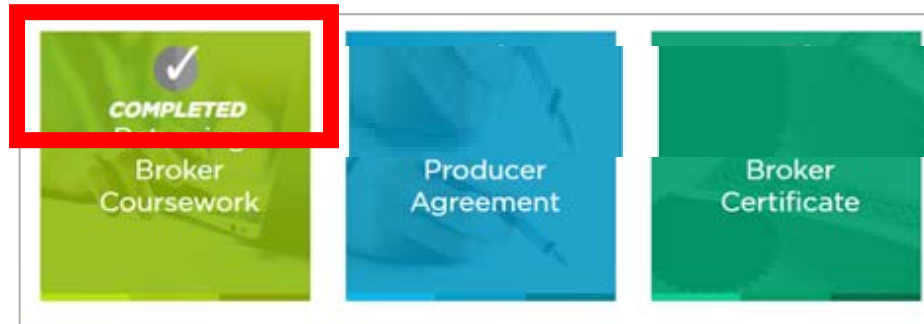 COMPLETED
Broker
Coursework
Producer
Agreement
Broker
Certificate